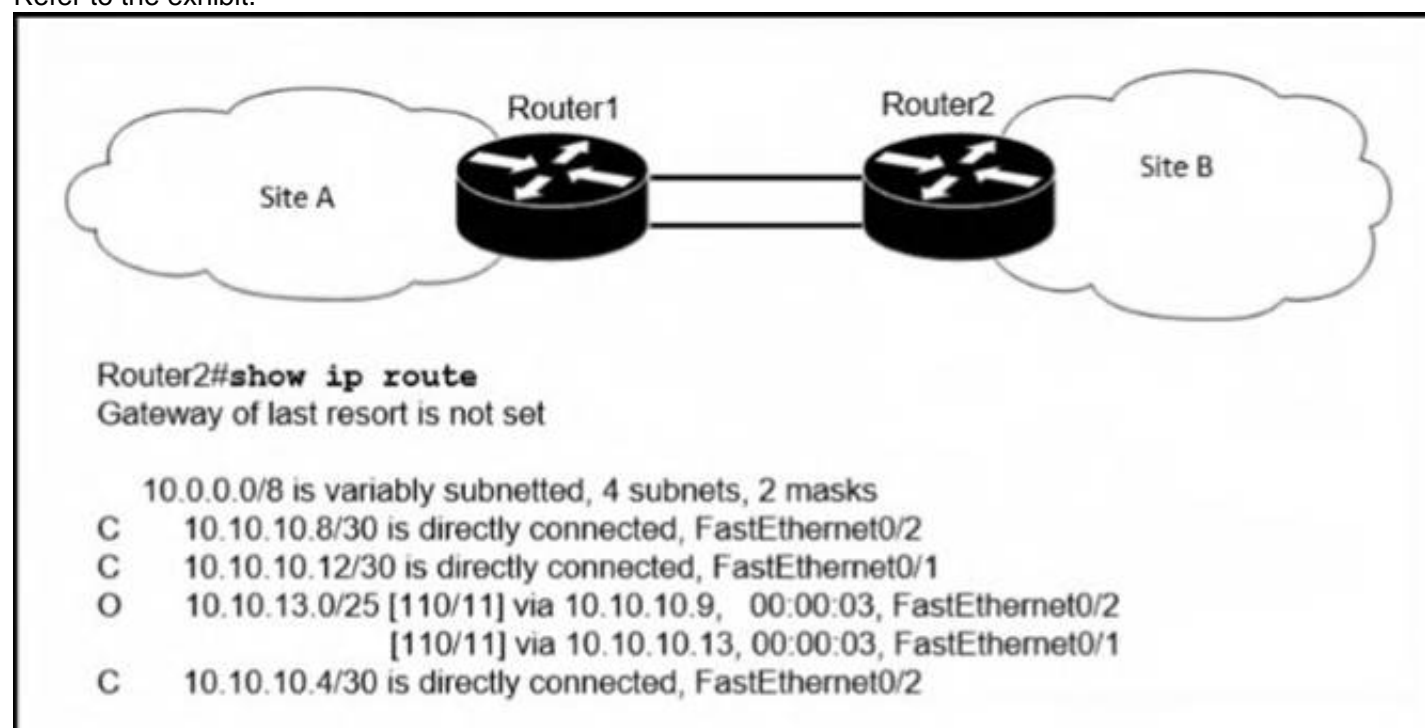 Refer to the exhibit.
Router1
Router2
Site A
Site B
Router2#show ip route
Gateway of last resort is not set
10.0.0.0/8 is variably subnetted, 4 subnets, 2 masks
C 10.10.10.8/30 is directly connected, FastEthernet0/2
C 10.10.10.12/30 is directly connected, FastEthernet0/1
O 10.10.13.0/25 [110/11] via 10.10.10.9, 00:00:03, FastEthernet0/2
[110/11] via 10.10.10.13, 00:00:03, FastEthernet0/1
C 10.10.10.4/30 is directly connected, FastEthernet0/2